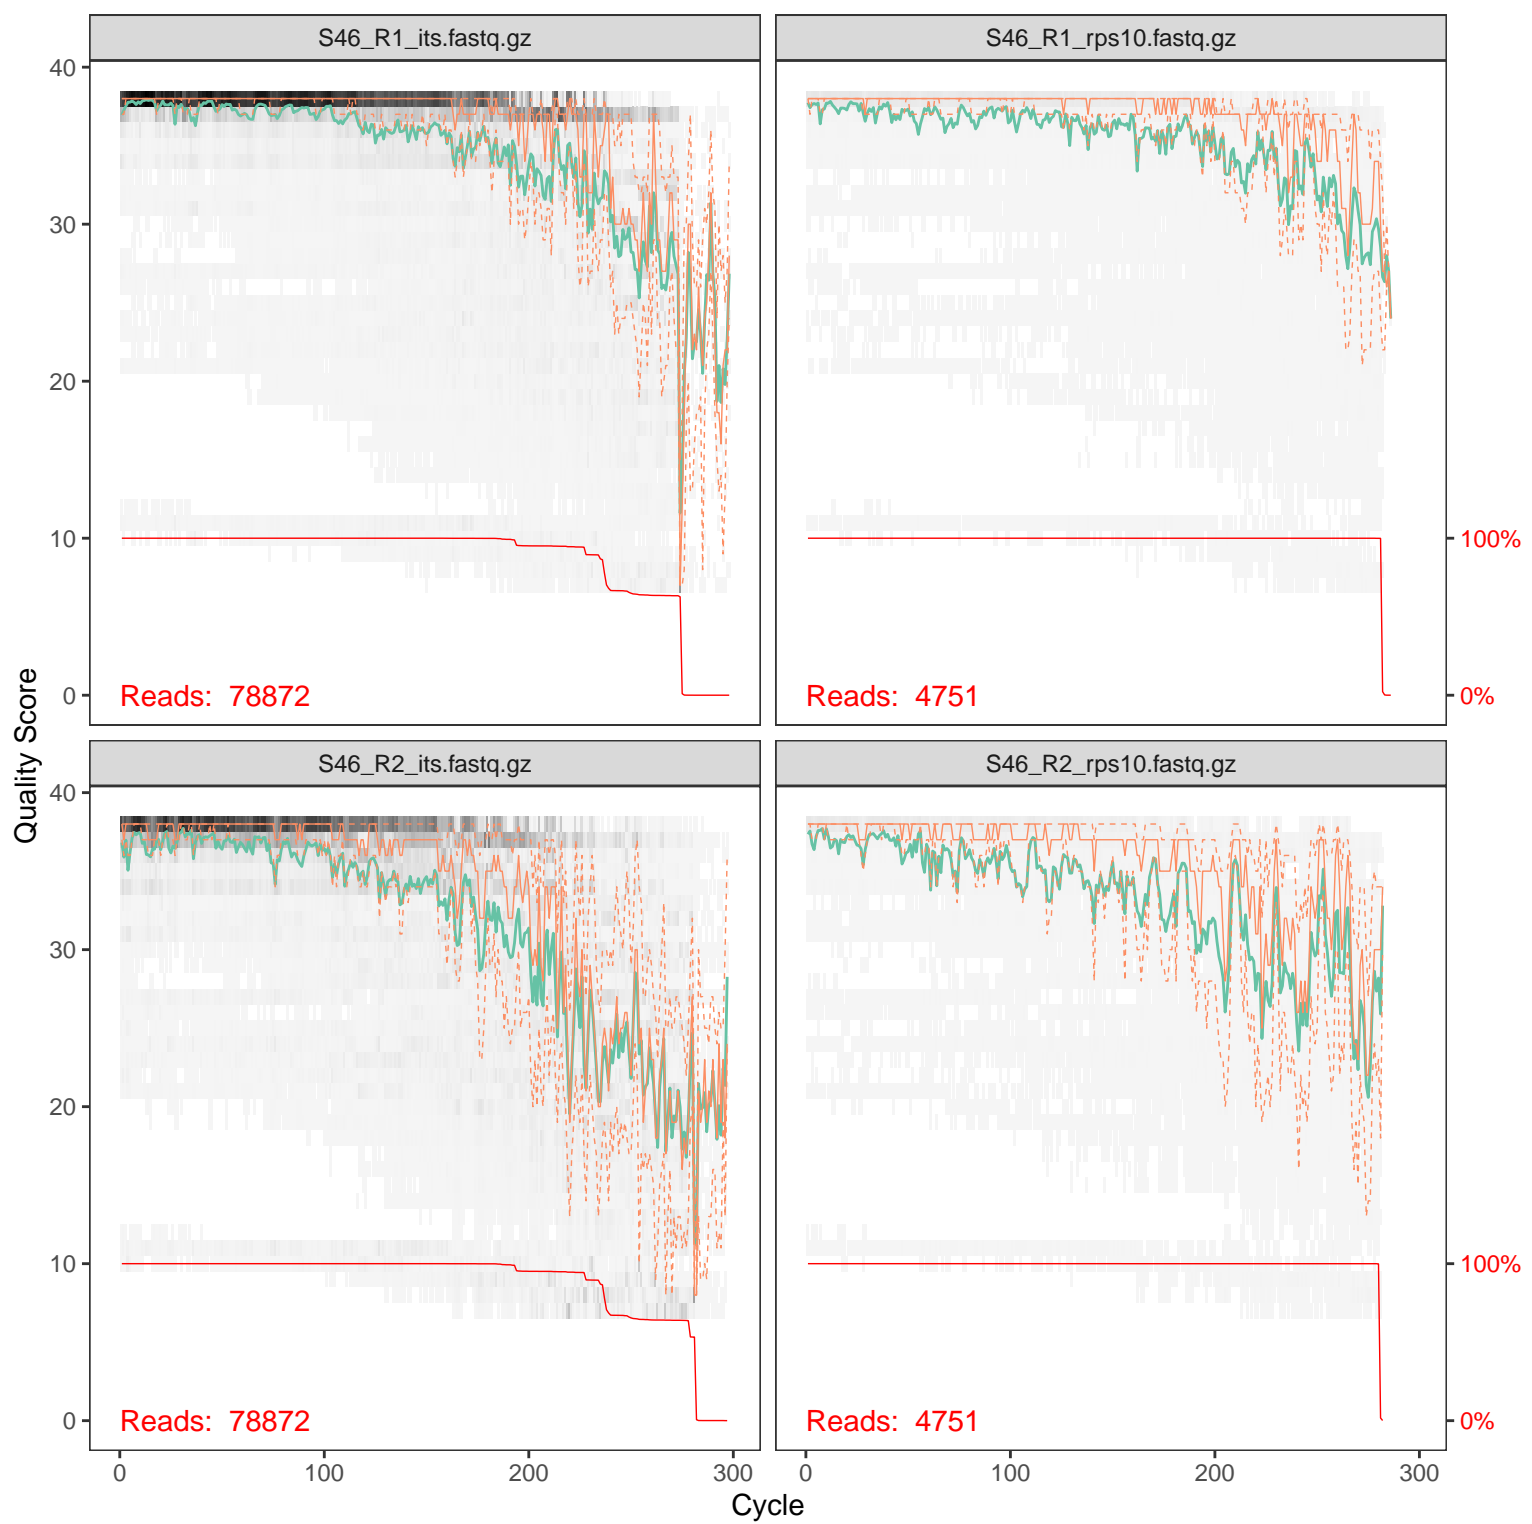 S46_R1_its.fastq.gz
S46_R1_rps10.fastq.gz
40
30
20
10
0
100%
0%
Reads: 78872
Reads: 4751
Quality Score
S46_R2_its.fastq.gz
S46_R2_rps10.fastq.gz
40
30
20
10
0
100%
0%
Reads: 78872
Reads: 4751
0 100 200 300
0 100 200 300
Cycle